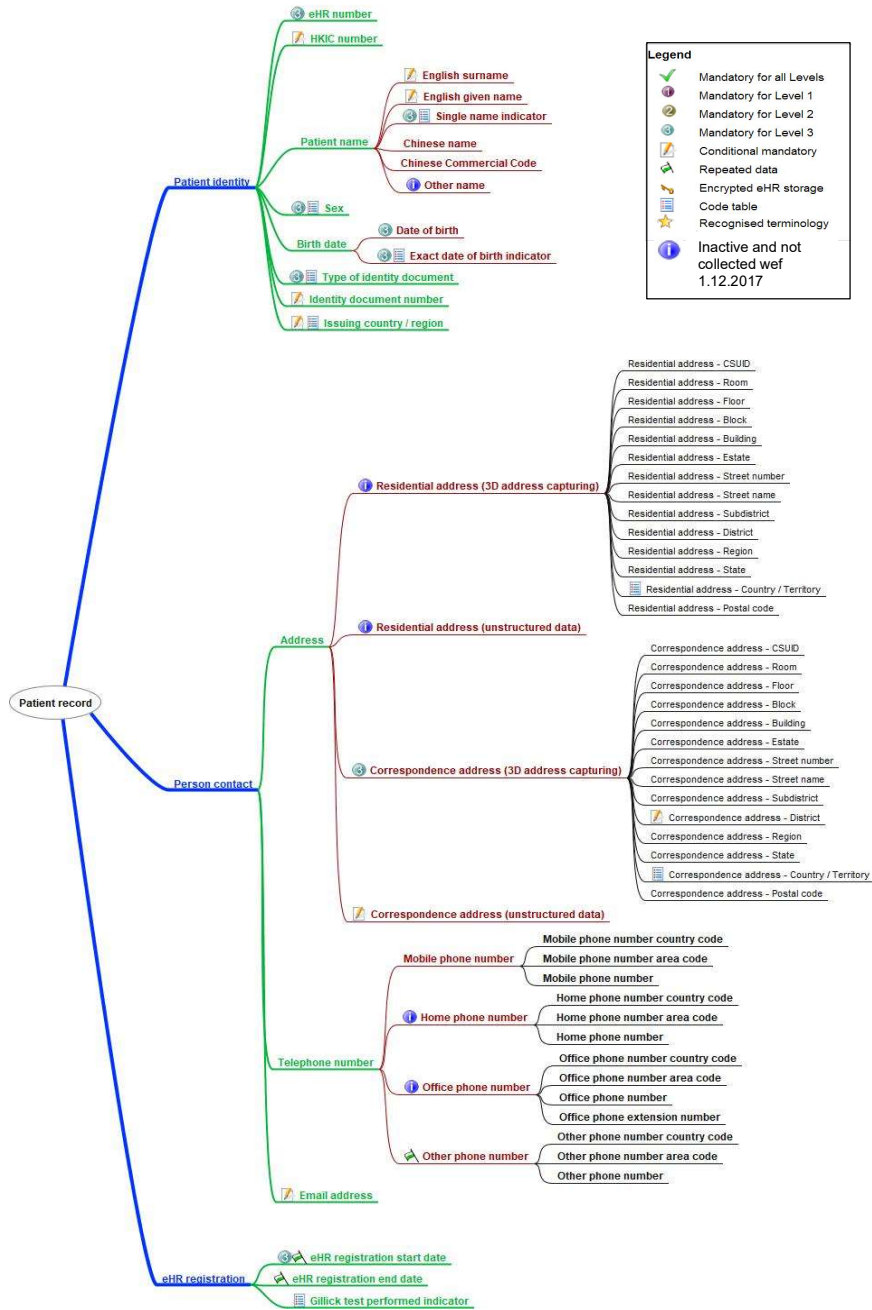 eHR number
HKIC number
English surname
English given name
Single name indicator
Patient name
Chinese name
Chinese Commercial Code
Other name
Patient identity
Sex
Birth date
Date of birth
Exact date of birth indicator
Type of identity document
Identity document number
Issuing country / region
Legend
Mandatory for all Levels
1 Mandatory for Level 1
2 Mandatory for Level 2
3 Mandatory for Level 3
Conditional mandatory
Repeated data
Encrypted eHR storage
Code table
Recognised terminology
Inactive and not
collected wef
1.12.2017
Residential address - CSUID
Residential address - Room
Residential address - Floor
Residential address - Block
Residential address - Building
Residential address - Estate
Residential address (3D address capturing)
Residential address - Street number
Residential address - Street name
Residential address - Subdistrict
Residential address - District
Residential address - Region
Residential address - State
Residential address - Country / Territory
Residential address - Postal code
Residential address (unstructured data)
Address
Correspondence address - CSUID
Correspondence address - Room
Correspondence address - Floor
Correspondence address - Block
Correspondence address - Building
Correspondence address - Estate
Correspondence address - Street number
Correspondence address (3D address capturing)
Correspondence address - Street name
Correspondence address - Subdistrict
Correspondence address - District
Correspondence address - Region
Correspondence address - State
Correspondence address - Country / Territory
Correspondence address - Postal code
Correspondence address (unstructured data)
Patient record
Person contact
Mobile phone number
Mobile phone number country code
Mobile phone number area code
Mobile phone number
Home phone number
Home phone number country code
Home phone number area code
Home phone number
Telephone number
Office phone number
Office phone number country code
Office phone number area code
Office phone number
Office phone extension number
Other phone number
Other phone number country code
Other phone number area code
Other phone number
Email address
eHR registration
eHR registration start date
eHR registration end date
Gillick test performed indicator